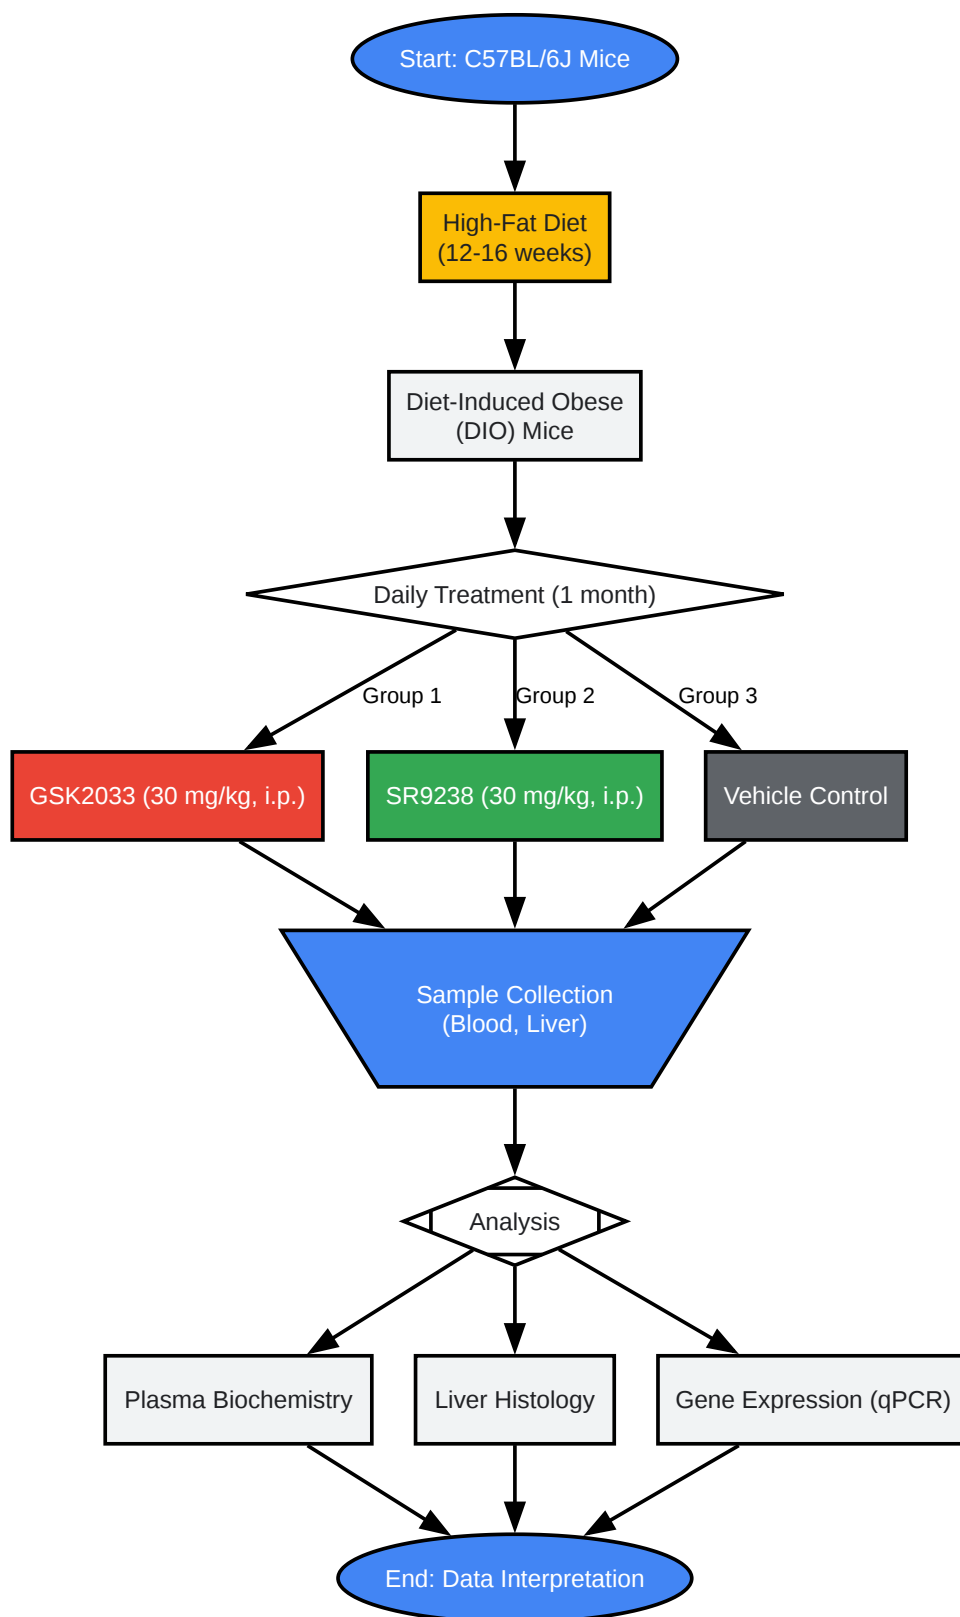 Start: C57BL/6J Mice
High-Fat Diet
(12-16 weeks)
Diet-Induced Obese
(DIO) Mice
Daily Treatment (1 month)
Group 1
Group 2
Group 3
GSK2033 (30 mg/kg, i.p.)
SR9238 (30 mg/kg, i.p.)
Vehicle Control
Sample Collection
(Blood, Liver)
Analysis
Plasma Biochemistry
Liver Histology
Gene Expression (qPCR)
End: Data Interpretation